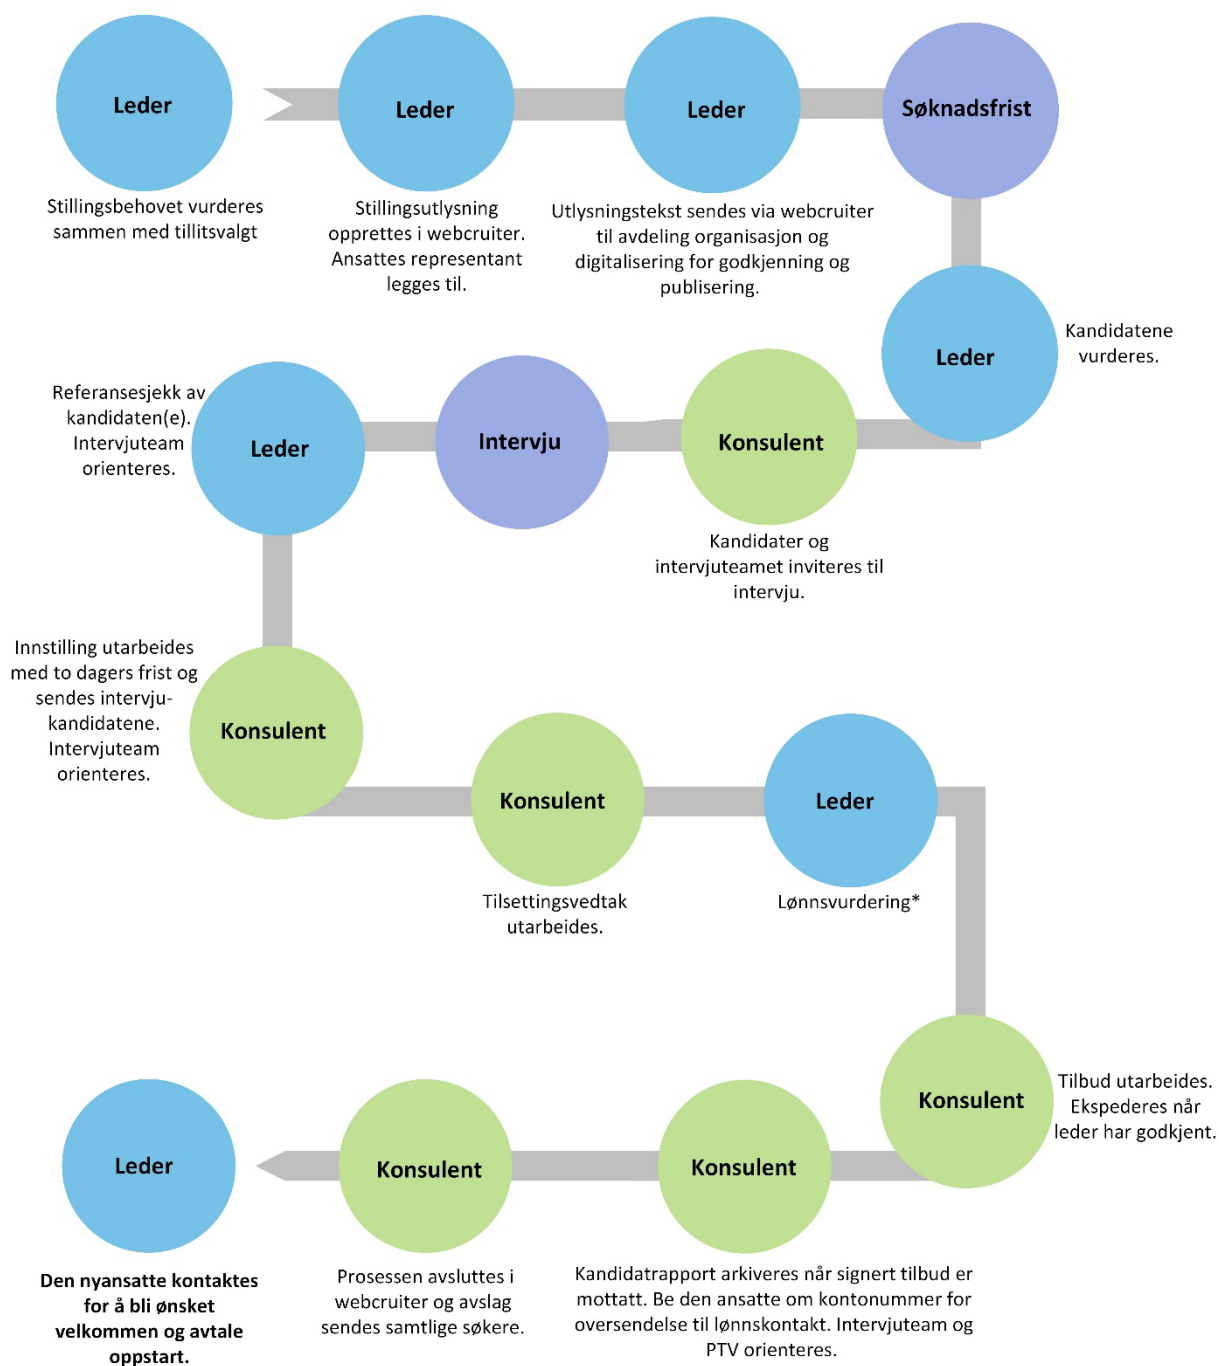 Leder
Stillingsbehovet vurderes
sammen med tillitsvalgt
Leder
Stillingsutlysning
opprettes i webcruiter.
Ansattes representant
legges til.
Leder
Utlysningstekst sendes via webcruiter
til avdeling organisasjon og
digitalisering for godkjenning og
publisering.
Søknadsfrist
Leder
Kandidatene
vurderes.
Konsulent
Kandidater og
intervjuteamet inviteres til
intervju.
Intervju
Leder
Referansesjekk av
kandidaten(e).
Intervjuteam
orienteres.
Konsulent
Innstilling utarbeides
med to dagers frist og
sendes intervju-
kandidatene.
Intervjuteam
orienteres.
Konsulent
Tilsettingsvedtak
utarbeides.
Leder
Lønnsvurdering*
Konsulent
Tilbud utarbeides.
Ekspederes når
leder har godkjent.
Konsulent
Kandidatrapport arkiveres når signert tilbud er
mottatt. Be den ansatte om kontonummer for
oversendelse til lønnskontakt. Intervjuteam og
PTV orienteres.
Konsulent
Prosessen avsluttes i
webcruiter og avslag
sendes samtlige søkere.
Leder
Den nyansatte kontaktes
for å bli ønsket
velkommen og avtale
oppstart.